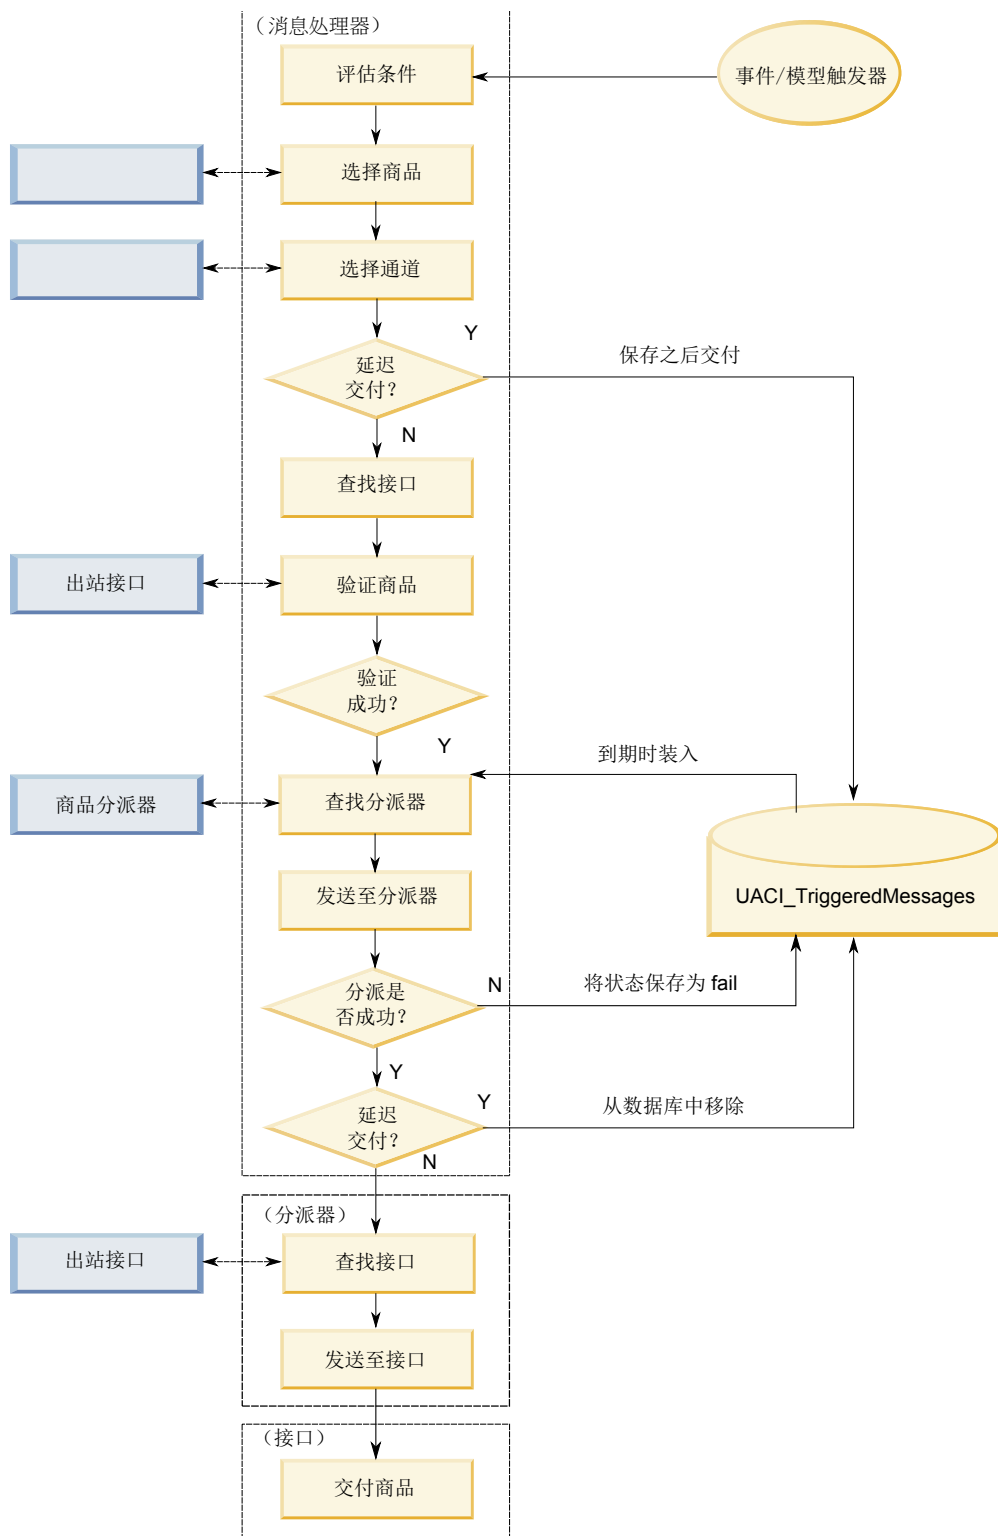 （消息处理器）
评估条件
事件/模型触发器
选择商品
选择通道
Y
延迟
交付？
保存之后交付
N
查找接口
出站接口
验证商品
验证
成功？
Y
到期时装入
商品分派器
查找分派器
UACI_TriggeredMessages
发送至分派器
分派是
否成功？
N
将状态保存为 fail
Y
延迟
交付？
Y
从数据库中移除
N
（分派器）
出站接口
查找接口
发送至接口
（接口）
交付商品